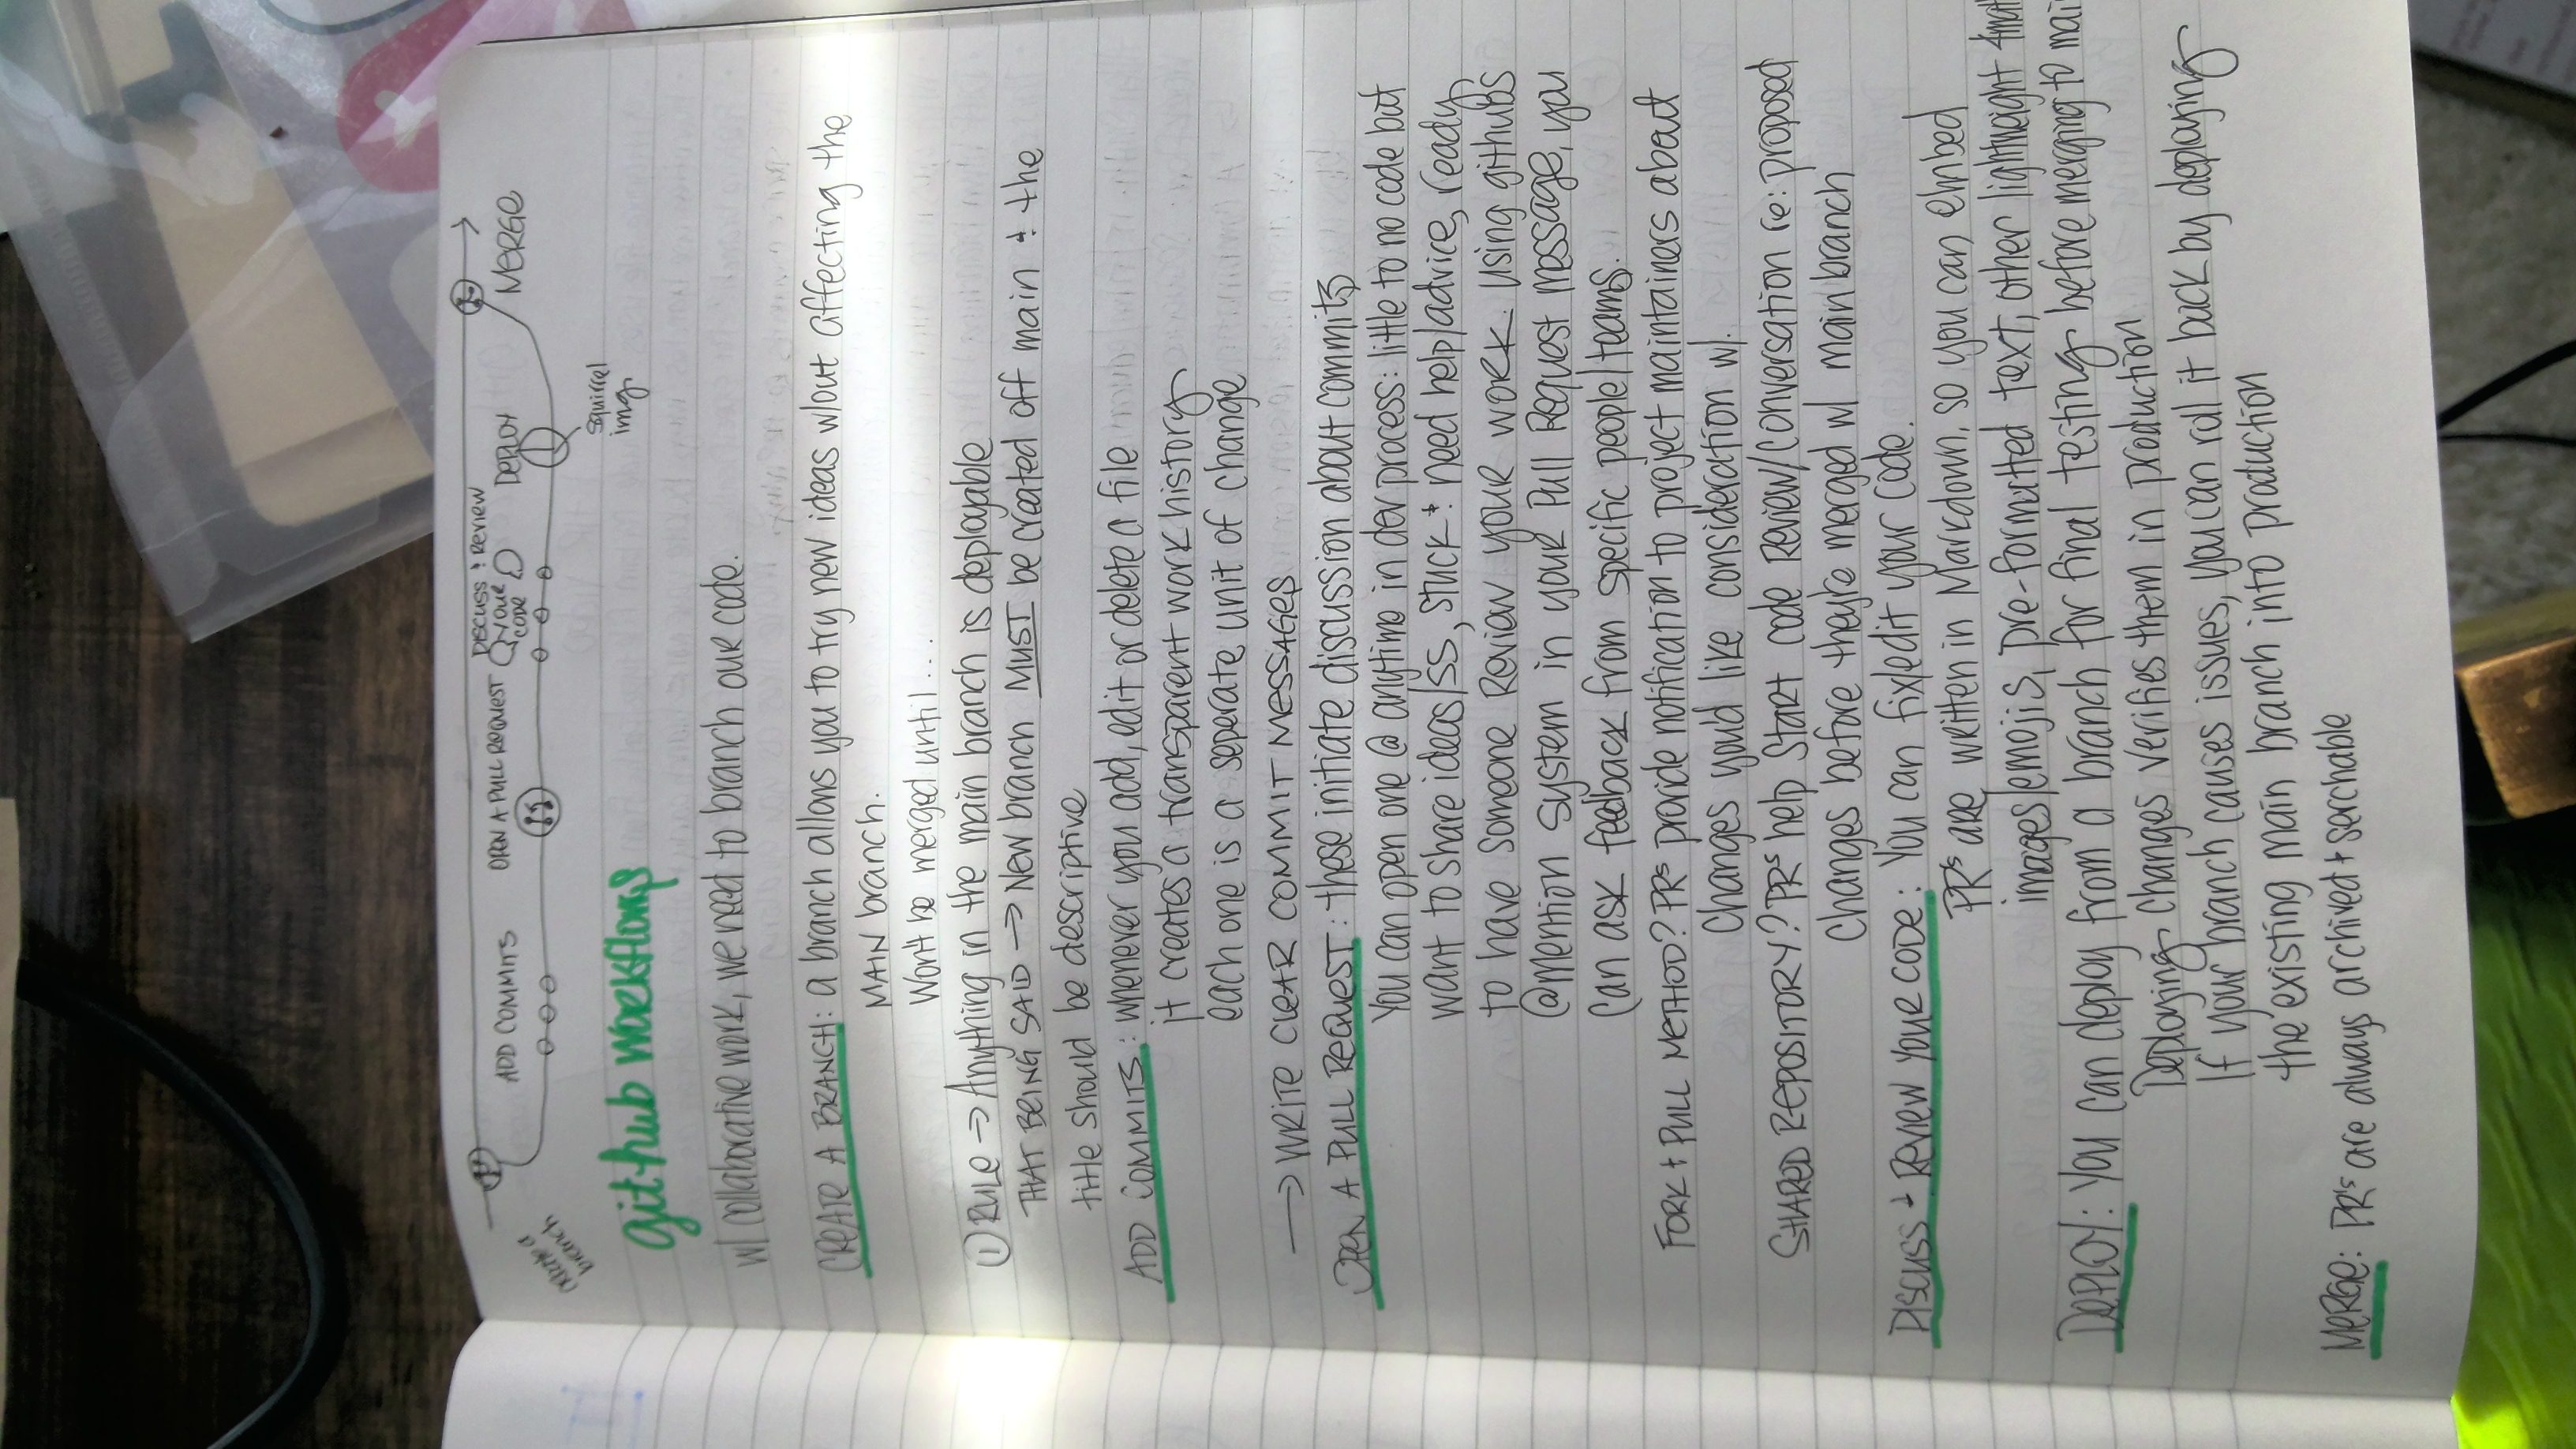 create a
branch
ADD COMMITS
OPEN A PULL REQUEST
DISCUSS & REVIEW
YOUR
CODE
DEPLOY
MERGE
squirrel
img
github workflows
w/ collaborative work, we need to branch our code.
CREATE A BRANCH: a branch allows you to try new ideas w/out affecting the
MAIN branch.
Won't be merged until...
① RULE → Anything in the main branch is deployable
THAT BEING SAID → New branch MUST be created off main & the
title should be descriptive
ADD COMMITS: whenever you add, edit or delete a file
it creates a transparent work history
each one is a seperate unit of change
→ WRITE CLEAR COMMIT MESSAGES
OPEN A PULL REQUEST: these initiate discussion about commits
You can open one @ anytime in dev process: little to no code but
want to share ideas/ss, stuck & need help/advice, ready
to have someone Review your work. Using githubs
@mention system in your Pull Request message, you
can ask feedback from specific people/teams.
FORK & PULL METHOD? PRs provide notification to project maintainers about
changes you'd like consideration w/.
SHARED REPOSITORY? PRs help start code Review/conversation re: proposed
changes before they're merged w/ main branch
DISCUSS & REVIEW YOUR CODE: You can fix/edit your code.
PR's are written in Markdown, so you can embed
images/emojis, pre-formatted text, other lightweight
DEPLOY: You can deploy from a branch for final testing before merging to mai
Deploying changes verifies them in production
If your branch causes issues, you can roll it back by deploying
the existing main branch into production
MERGE: PR's are always archived & serchable